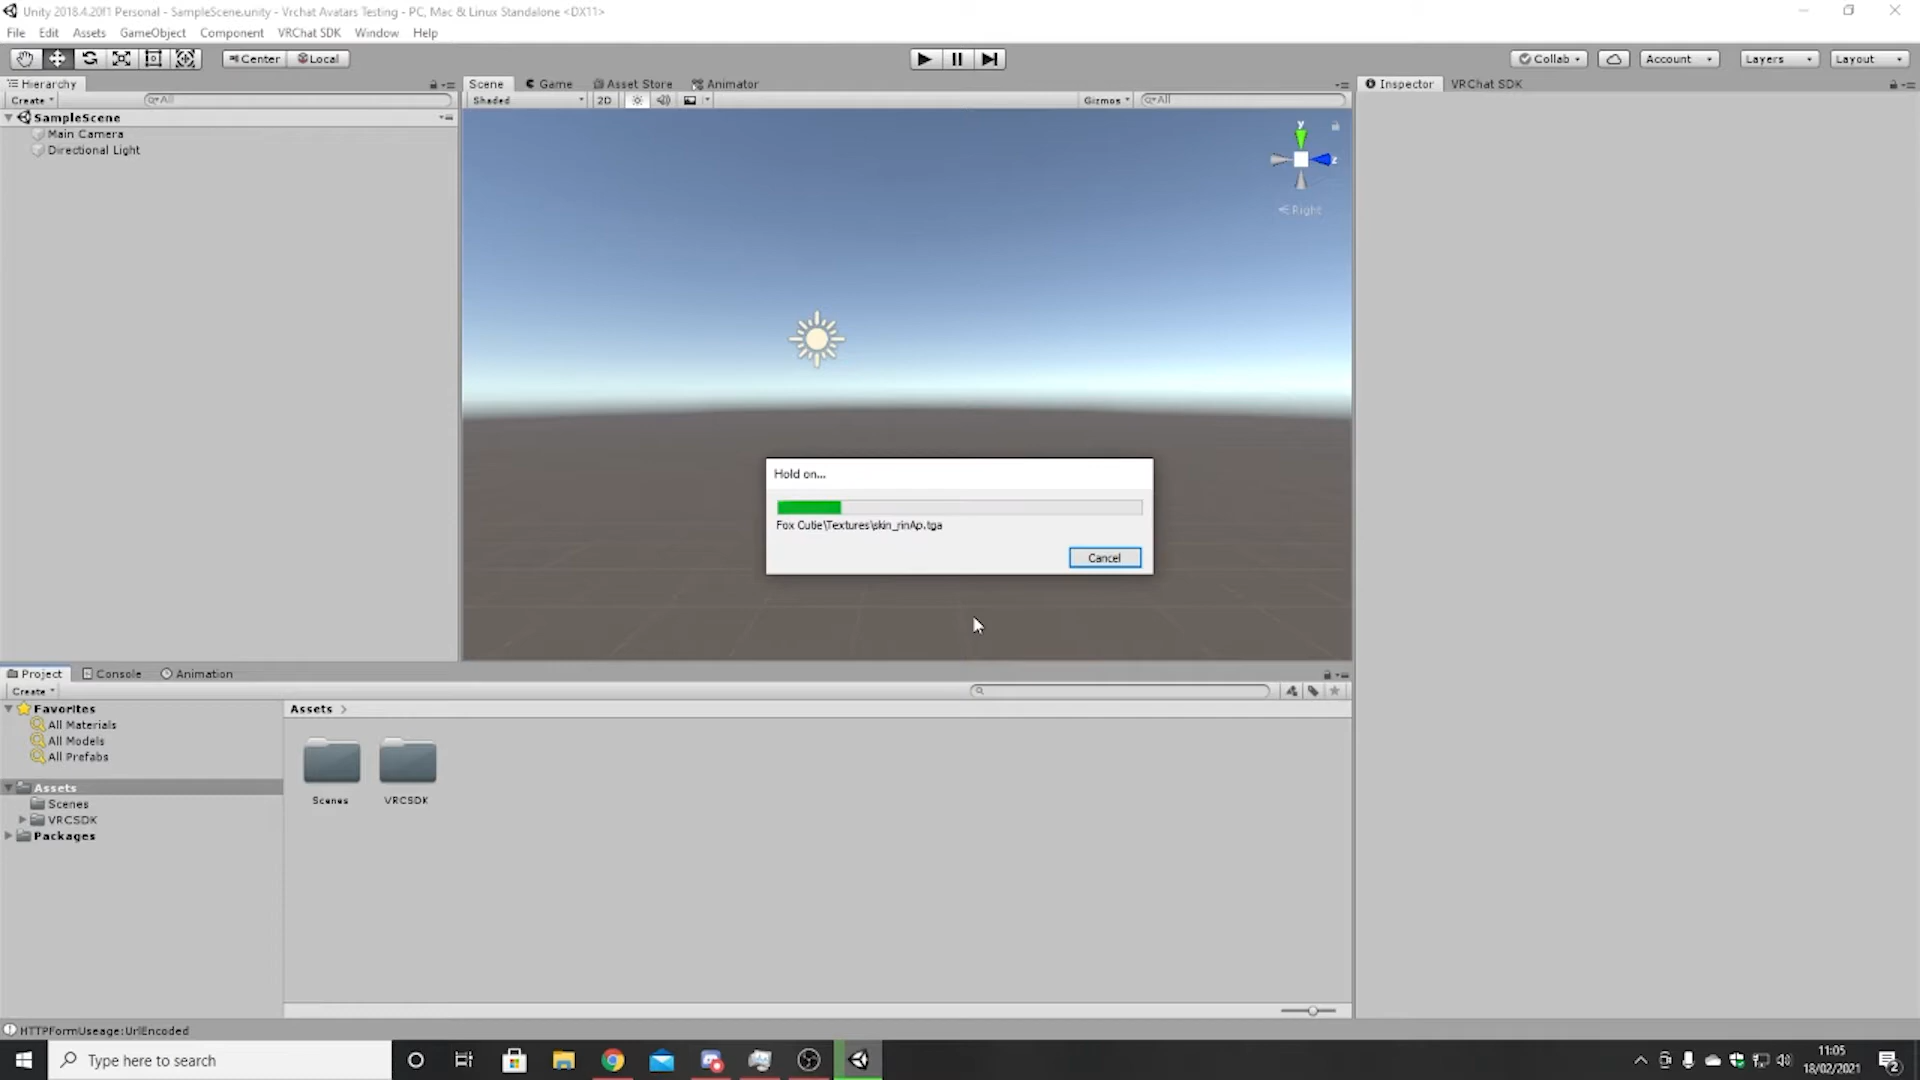 Unity 2018.4.20f1 Personal - SampleScene.unity - Vrchat Avatars Testing - PC, Mac & Linux Standalone <DX11>
File Edit Assets GameObject Component VRChat SDK Window Help
Center Local Collab Account Layers Layout
Hierarchy Scene Game Asset Store Animator Inspector VRChat SDK
Create All Shaded 2D Gizmos All
SampleScene
Main Camera
Directional Light
y
z
Right
Hold on...
Fox Cutie\Textures\skin_rinAp.tga
Cancel
Project Console Animation
Create
Favorites
All Materials
All Models
All Prefabs
Assets
Scenes
VRCSDK
Packages
Assets >
Scenes VRCSDK
HTTPFormUseage:UrlEncoded
Type here to search
11:05
18/02/2021
2